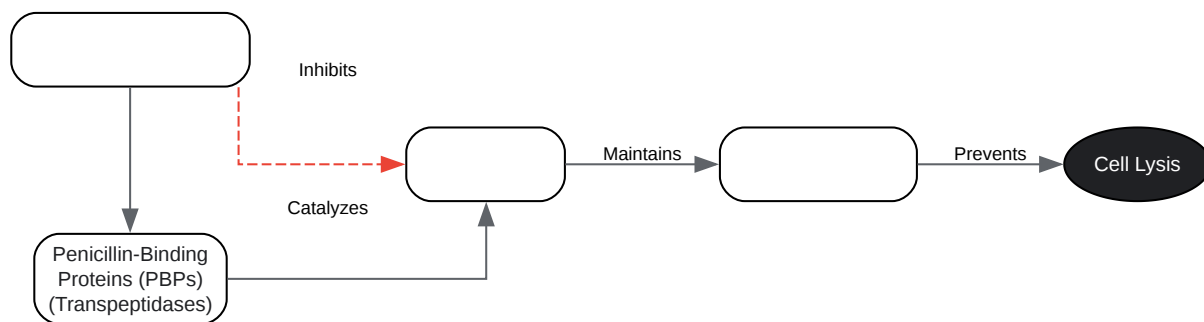 Inhibits
Maintains
Prevents
Cell Lysis
Catalyzes
Penicillin-Binding
Proteins (PBPs)
(Transpeptidases)